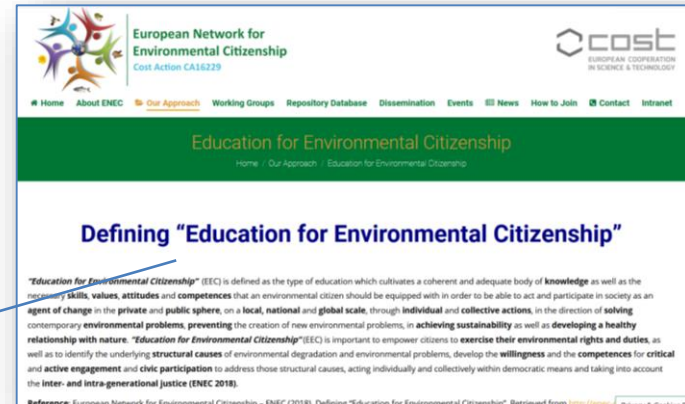 European Network for
Environmental Citizenship
Cost Action CA16229
cost
EUROPEAN COOPERATION
IN SCIENCE & TECHNOLOGY
Home About ENEC Our Approach Working Groups Repository Database Dissemination Events News How to Join Contact Intranet
Education for Environmental Citizenship
Home / Our Approach / Education for Environmental Citizenship
Defining “Education for Environmental Citizenship”
"Education for Environmental Citizenship" (EEC) is defined as the type of education which cultivates a coherent and adequate body of knowledge as well as the
necessary skills, values, attitudes and competences that an environmental citizen should be equipped with in order to be able to act and participate in society as an
agent of change in the private and public sphere, on a local, national and global scale, through individual and collective actions, in the direction of solving
contemporary environmental problems, preventing the creation of new environmental problems, in achieving sustainability as well as developing a healthy
relationship with nature. "Education for Environmental Citizenship" (EEC) is important to empower citizens to exercise their environmental rights and duties, as
well as to identify the underlying structural causes of environmental degradation and environmental problems, develop the willingness and the competences for critical
and active engagement and civic participation to address those structural causes, acting individually and collectively within democratic means and taking into account
the inter- and intra-generational justice (ENEC 2018).
Reference: European Network for Environmental Citizenship – ENEC (2018). Defining "Education for Environmental Citizenship". Retrieved from